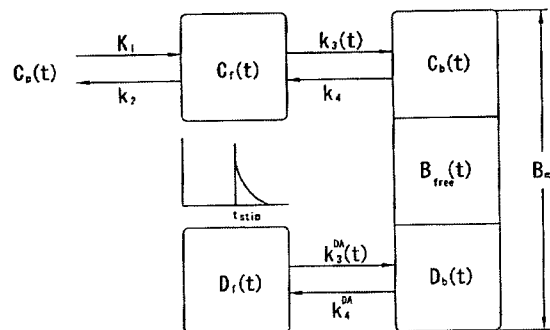 K₁
k₃(t)
Cₚ(t)
C_f(t)
C_b(t)
k₂
k₄
B_free(t)
Bₘ
t_stim
k₃^DA(t)
D_f(t)
D_b(t)
k₄^DA